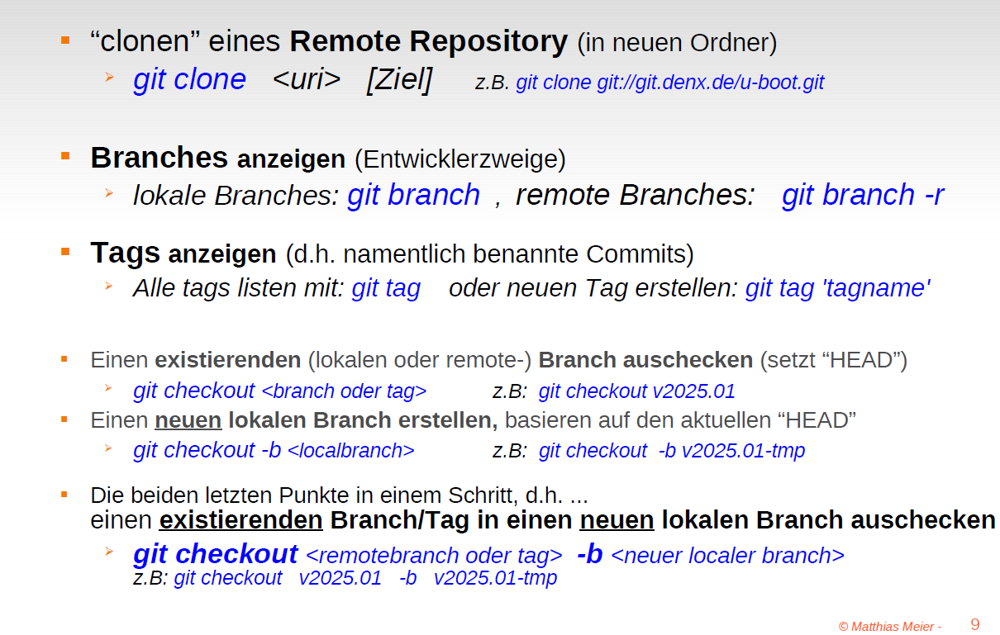 “clonen” eines Remote Repository (in neuen Ordner)
git clone <uri> [Ziel] z.B. git clone git://git.denx.de/u-boot.git
Branches anzeigen (Entwicklerzweige)
lokale Branches: git branch , remote Branches: git branch -r
Tags anzeigen (d.h. namentlich benannte Commits)
Alle tags listen mit: git tag oder neuen Tag erstellen: git tag 'tagname'
Einen existierenden (lokalen oder remote-) Branch auschecken (setzt “HEAD”)
git checkout <branch oder tag> z.B: git checkout v2025.01
Einen neuen lokalen Branch erstellen, basieren auf den aktuellen “HEAD”
git checkout -b <localbranch> z.B: git checkout -b v2025.01-tmp
Die beiden letzten Punkte in einem Schritt, d.h. ...
einen existierenden Branch/Tag in einen neuen lokalen Branch auschecken
git checkout <remotebranch oder tag> -b <neuer localer branch>
z.B: git checkout v2025.01 -b v2025.01-tmp
© Matthias Meier - 9